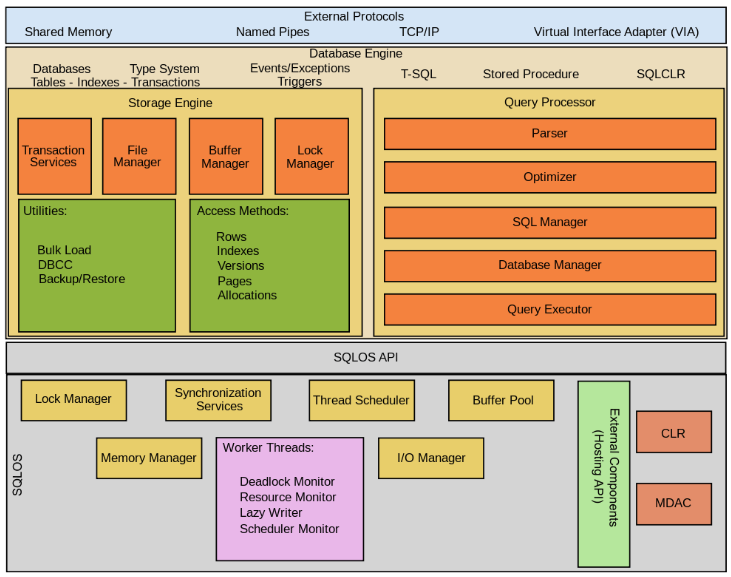 External Protocols
Shared Memory
Named Pipes
TCP/IP
Virtual Interface Adapter (VIA)
Database Engine
Databases
Type System
Tables - Indexes - Transactions
Events/Exceptions
Triggers
T-SQL
Stored Procedure
SQLCLR
Storage Engine
Transaction
Services
File
Manager
Buffer
Manager
Lock
Manager
Utilities:
Bulk Load
DBCC
Backup/Restore
Access Methods:
Rows
Indexes
Versions
Pages
Allocations
Query Processor
Parser
Optimizer
SQL Manager
Database Manager
Query Executor
SQLOS API
SQLOS
Lock Manager
Synchronization
Services
Thread Scheduler
Buffer Pool
Memory Manager
Worker Threads:
Deadlock Monitor
Resource Monitor
Lazy Writer
Scheduler Monitor
I/O Manager
External Components
(Hosting API)
CLR
MDAC